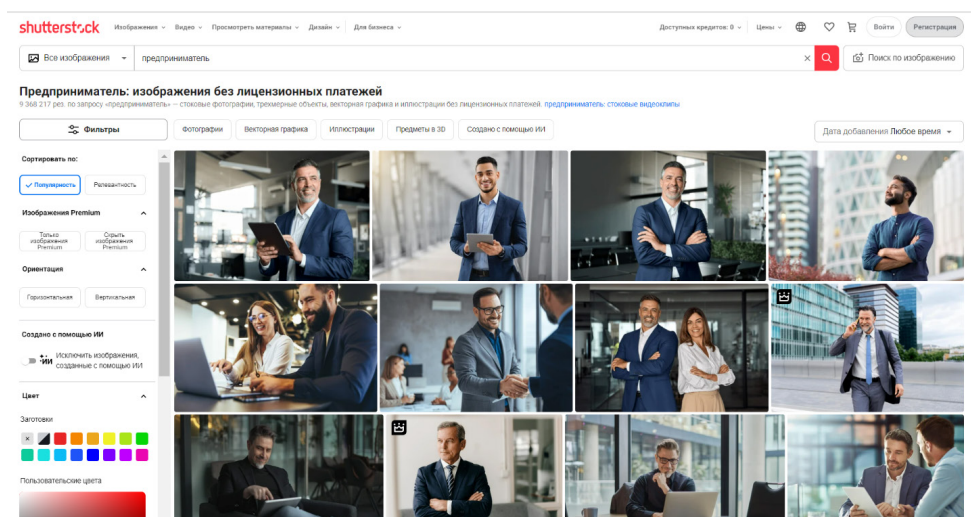 shutterstock
Изображения
Видео
Просмотреть материалы
Дизайн
Для бизнеса
Доступных кредитов: 0
Цены
Войти
Регистрация
Все изображения
предприниматель
×
Поиск по изображению
Предприниматель: изображения без лицензионных платежей
9 368 217 рез. по запросу «предприниматель» — стоковые фотографии, трехмерные объекты, векторная графика и иллюстрации без лицензионных платежей. предприниматель: стоковые видеоклипы.
Фильтры
Фотографии
Векторная графика
Иллюстрации
Предметы в 3D
Создано с помощью ИИ
Дата добавления Любое время
Сортировать по:
Популярность
Релевантность
Изображения Premium
Только
изображения
Premium
Скрыть
изображения
Premium
Ориентация
Горизонтальная
Вертикальная
Создано с помощью ИИ
ИИ
Исключить изображения,
созданные с помощью ИИ
Цвет
Заготовки
Пользовательские цвета